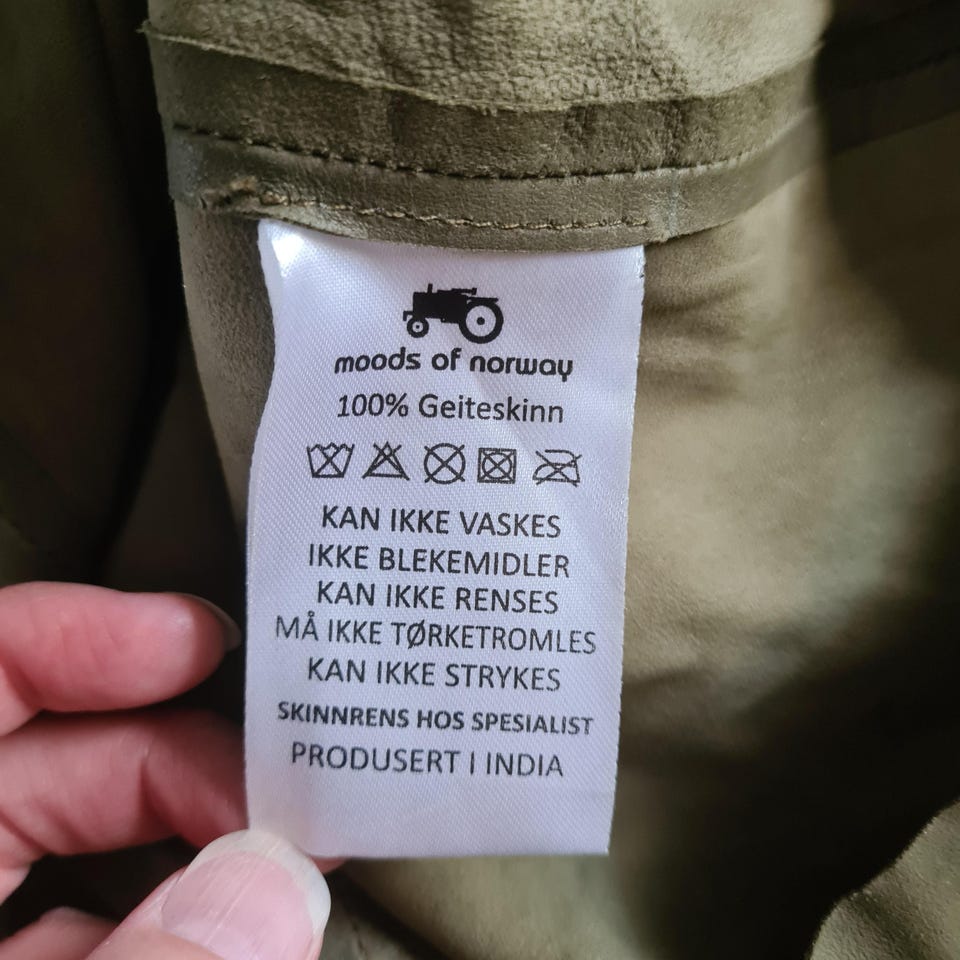 moods of norway
100% Geiteskinn
KAN IKKE VASKES
IKKE BLEKEMIDLER
KAN IKKE RENSES
MÅ IKKE TØRKETROMLES
KAN IKKE STRYKES
SKINNRENS HOS SPESIALIST
PRODUSERT I INDIA